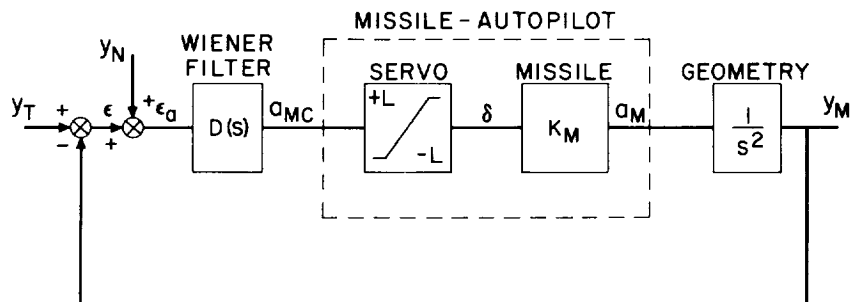 MISSILE-AUTOPILOT
WIENER
FILTER
SERVO
MISSILE
GEOMETRY
y_N
y_T
+
−
ε
+
+
ε_a
D(s)
a_MC
+L
−L
δ
K_M
a_M
1
s²
y_M